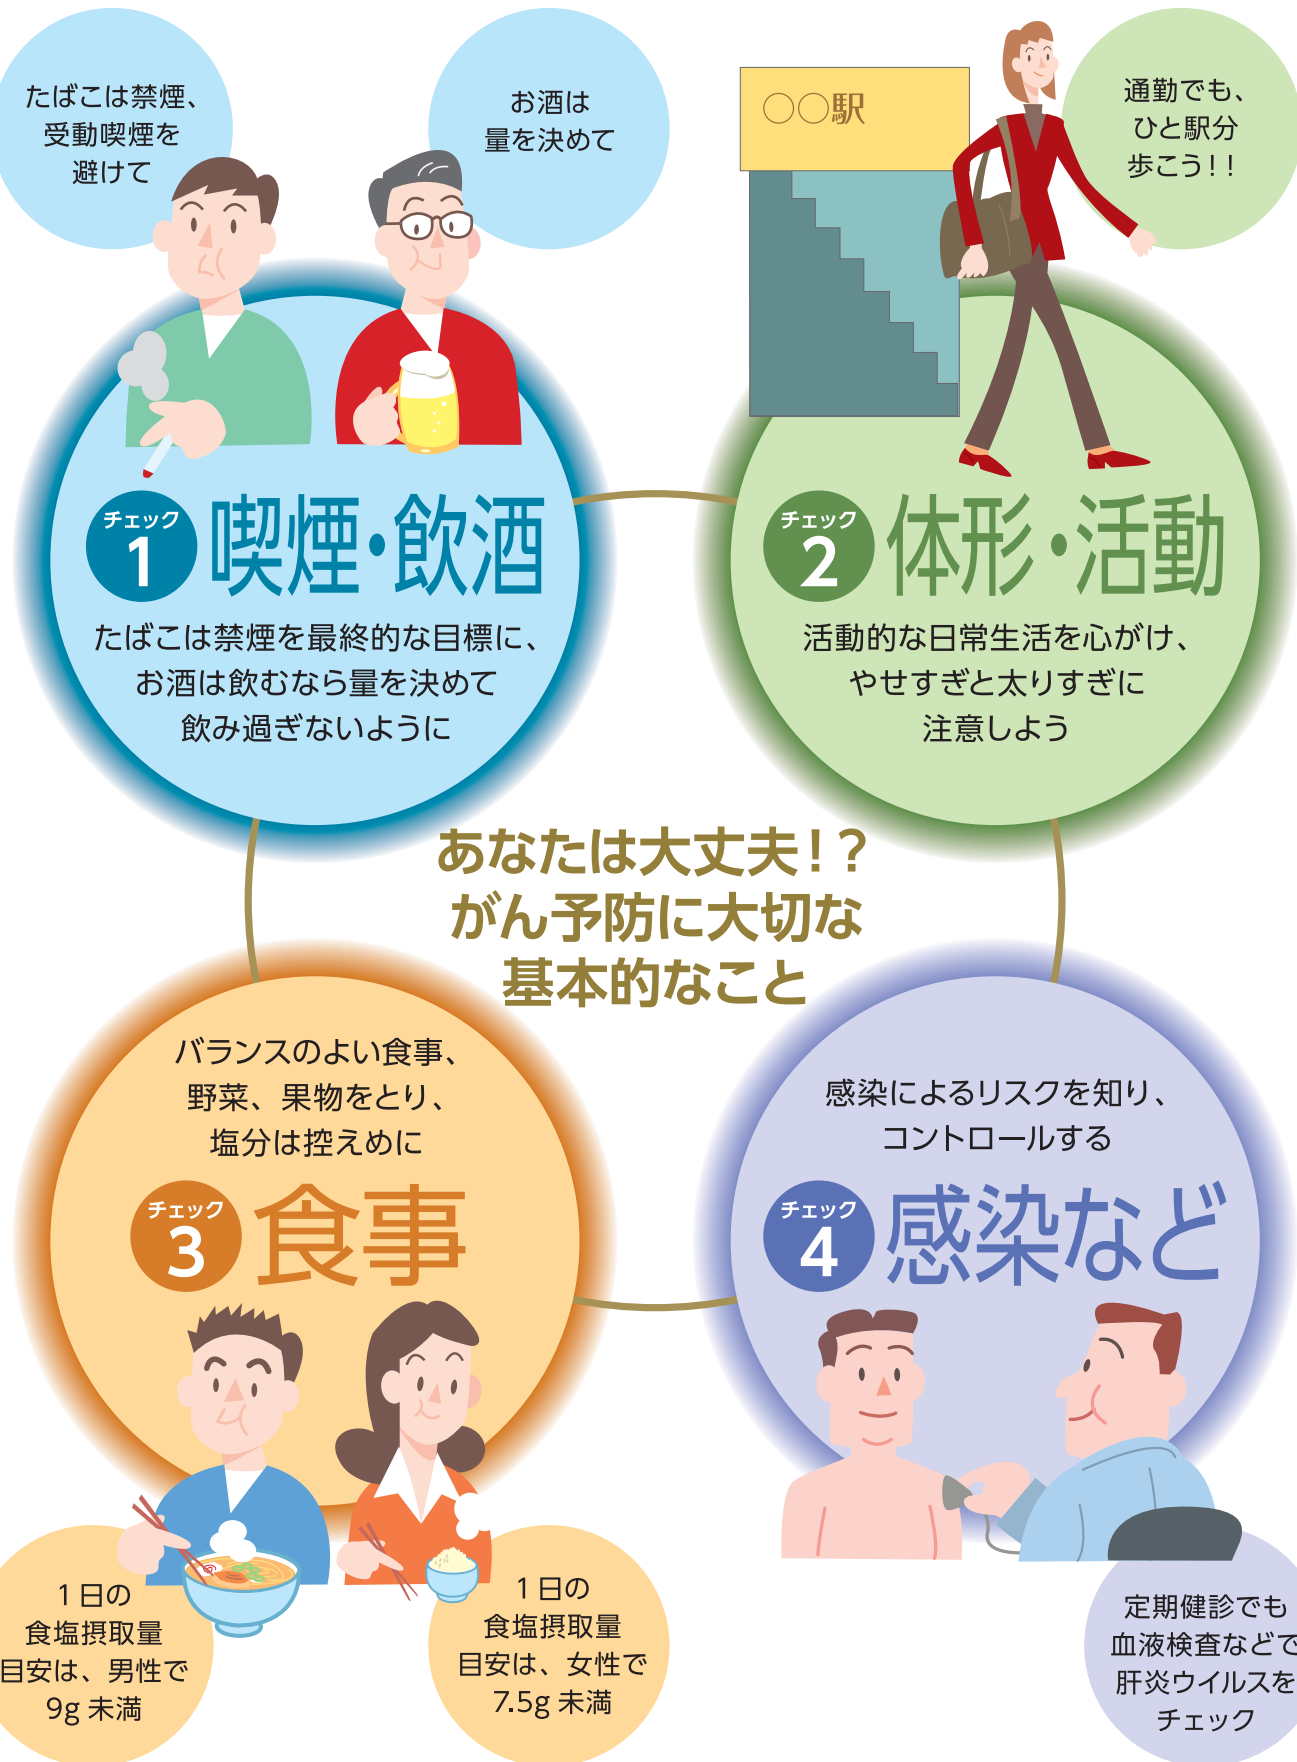 たばこは禁煙、
受動喫煙を
避けて
お酒は
量を決めて
〇〇駅
通勤でも、
ひと駅分
歩こう！！
チェック
1
喫煙・飲酒
たばこは禁煙を最終的な目標に、
お酒は飲むなら量を決めて
飲み過ぎないように
チェック
2
体形・活動
活動的な日常生活を心がけ、
やせすぎと太りすぎに
注意しよう
あなたは大丈夫！？
がん予防に大切な
基本的なこと
バランスのよい食事、
野菜、果物をとり、
塩分は控えめに
チェック
3
食事
感染によるリスクを知り、
コントロールする
チェック
4
感染など
1日の
食塩摂取量
目安は、男性で
9g 未満
1日の
食塩摂取量
目安は、女性で
7.5g 未満
定期健診でも
血液検査などで
肝炎ウイルスを
チェック